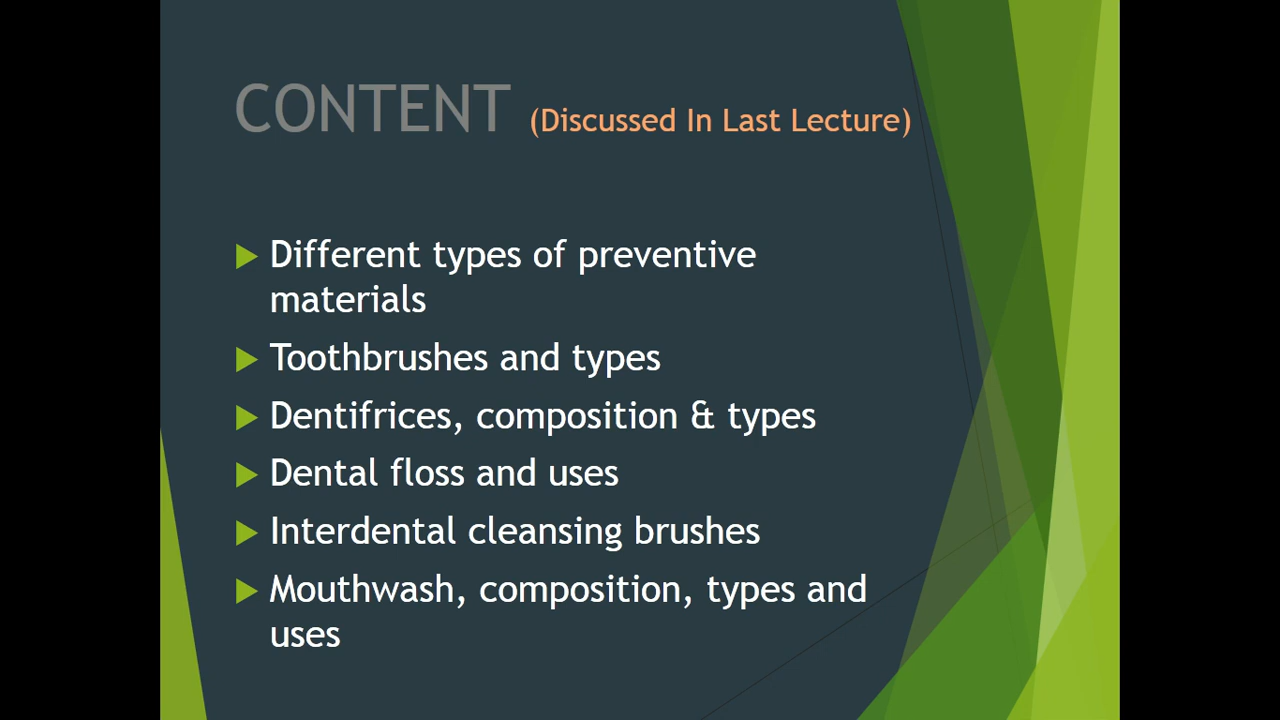 CONTENT (Discussed In Last Lecture)
Different types of preventive
materials
Toothbrushes and types
Dentifrices, composition & types
Dental floss and uses
Interdental cleansing brushes
Mouthwash, composition, types and
uses